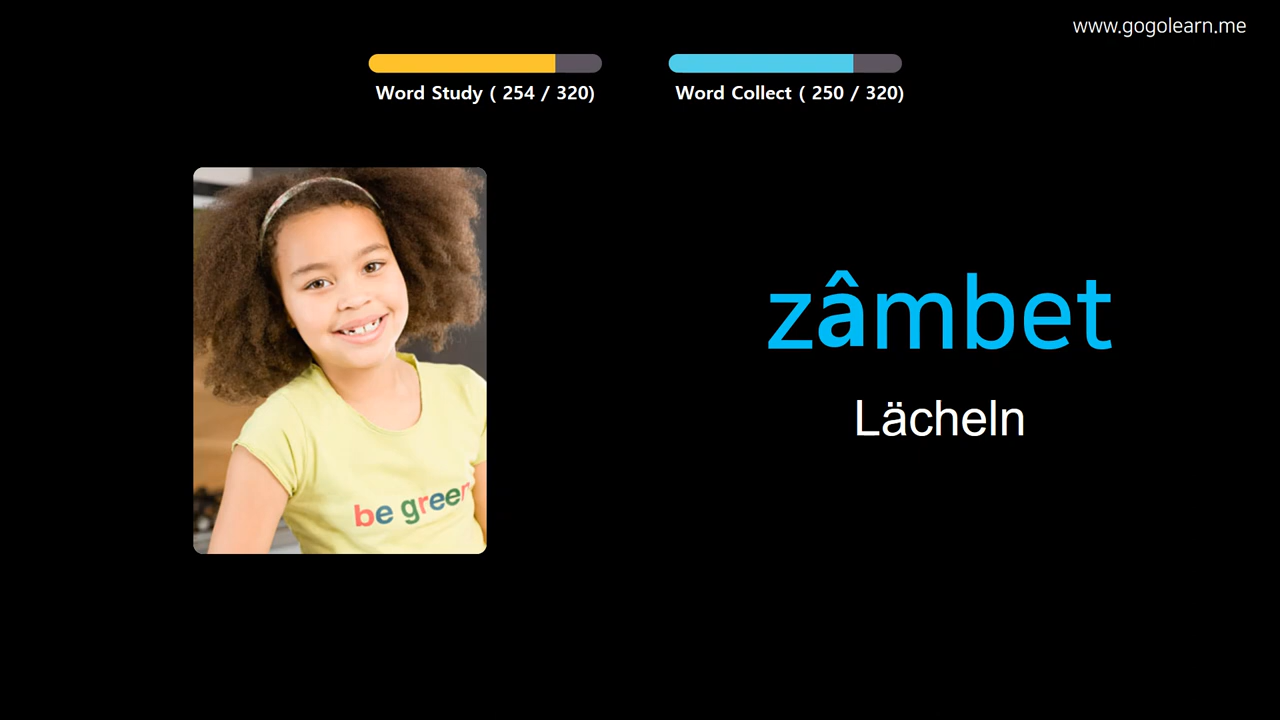 www.gogolearn.me
Word Study ( 254 / 320)
Word Collect ( 250 / 320)
zâmbet
Lächeln
be green